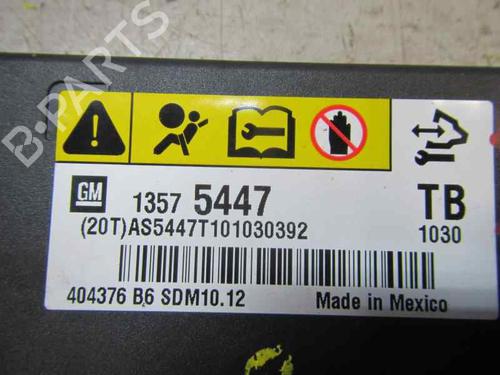 B-PARTS
GM
1357 5447
TB
(20T)AS5447T101030392
1030
404376 B6 SDM10.12
Made in Mexico